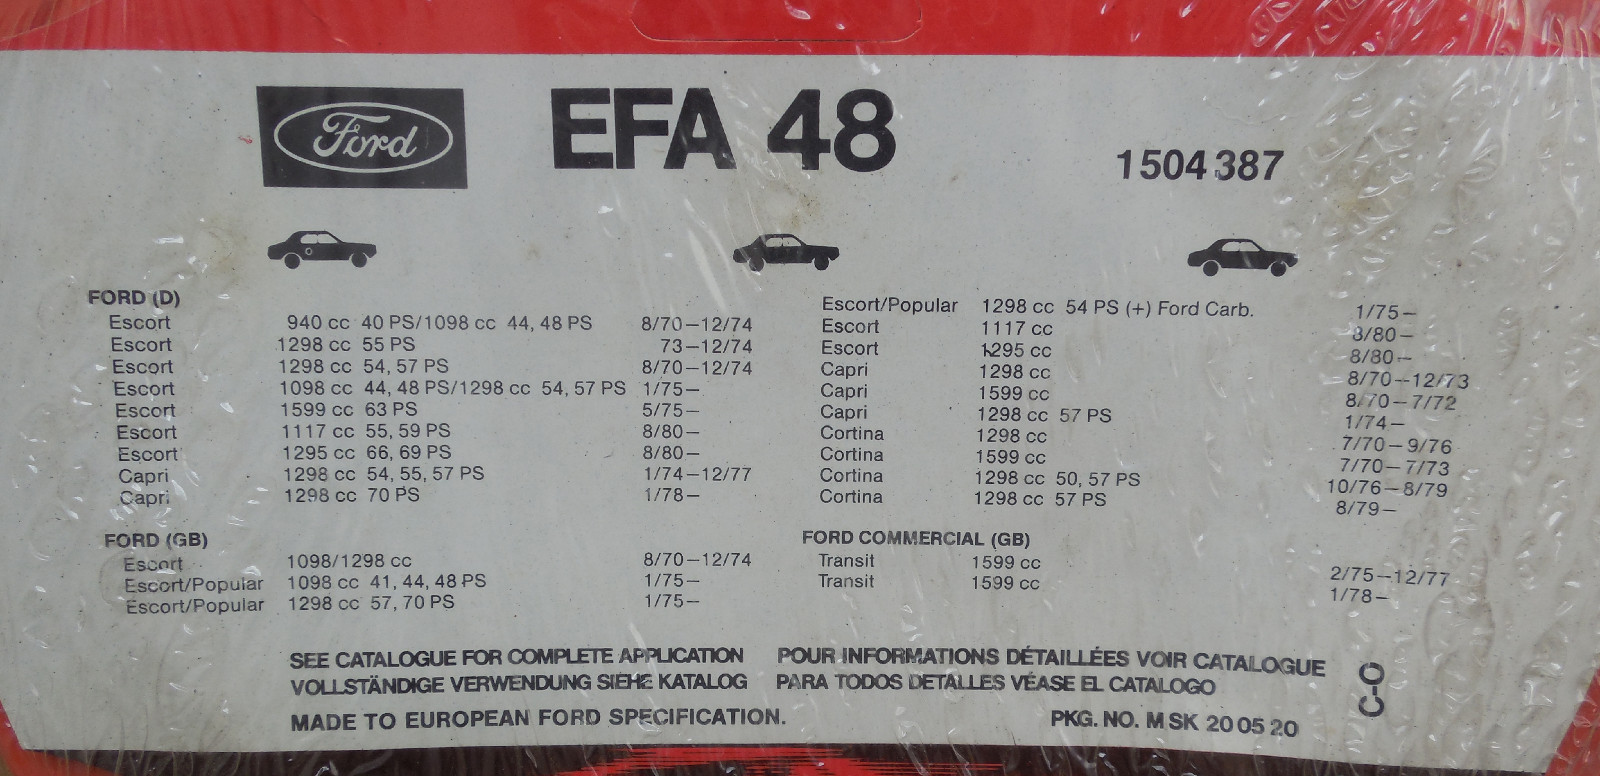 Ford
EFA 48
1504387
FORD (D)
Escort 940 cc 40 PS/1098 cc 44, 48 PS 8/70–12/74
Escort 1298 cc 55 PS 73–12/74
Escort 1298 cc 54, 57 PS 8/70–12/74
Escort 1098 cc 44, 48 PS/1298 cc 54, 57 PS 1/75–
Escort 1599 cc 63 PS 5/75–
Escort 1117 cc 55, 59 PS 8/80–
Escort 1295 cc 66, 69 PS 8/80–
Capri 1298 cc 54, 55, 57 PS 1/74–12/77
Capri 1298 cc 70 PS 1/78–
FORD (GB)
Escort 1098/1298 cc 8/70–12/74
Escort/Popular 1098 cc 41, 44, 48 PS 1/75–
Escort/Popular 1298 cc 57, 70 PS 1/75–
Escort/Popular 1298 cc 54 PS (+) Ford Carb. 1/75–
Escort 1117 cc 8/80–
Escort 1295 cc 8/80–
Capri 1298 cc 8/70–12/73
Capri 1599 cc 8/70–7/72
Capri 1298 cc 57 PS 1/74–
Cortina 1298 cc 7/70–9/76
Cortina 1599 cc 7/70–7/73
Cortina 1298 cc 50, 57 PS 10/76–8/79
Cortina 1298 cc 57 PS 8/79–
FORD COMMERCIAL (GB)
Transit 1599 cc 2/75–12/77
Transit 1599 cc 1/78–
SEE CATALOGUE FOR COMPLETE APPLICATION
VOLLSTÄNDIGE VERWENDUNG SIEHE KATALOG
POUR INFORMATIONS DÉTAILLÉES VOIR CATALOGUE
PARA TODOS DETALLES VÉASE EL CATALOGO
MADE TO EUROPEAN FORD SPECIFICATION.
PKG. NO. M SK 20 05 20
C-O